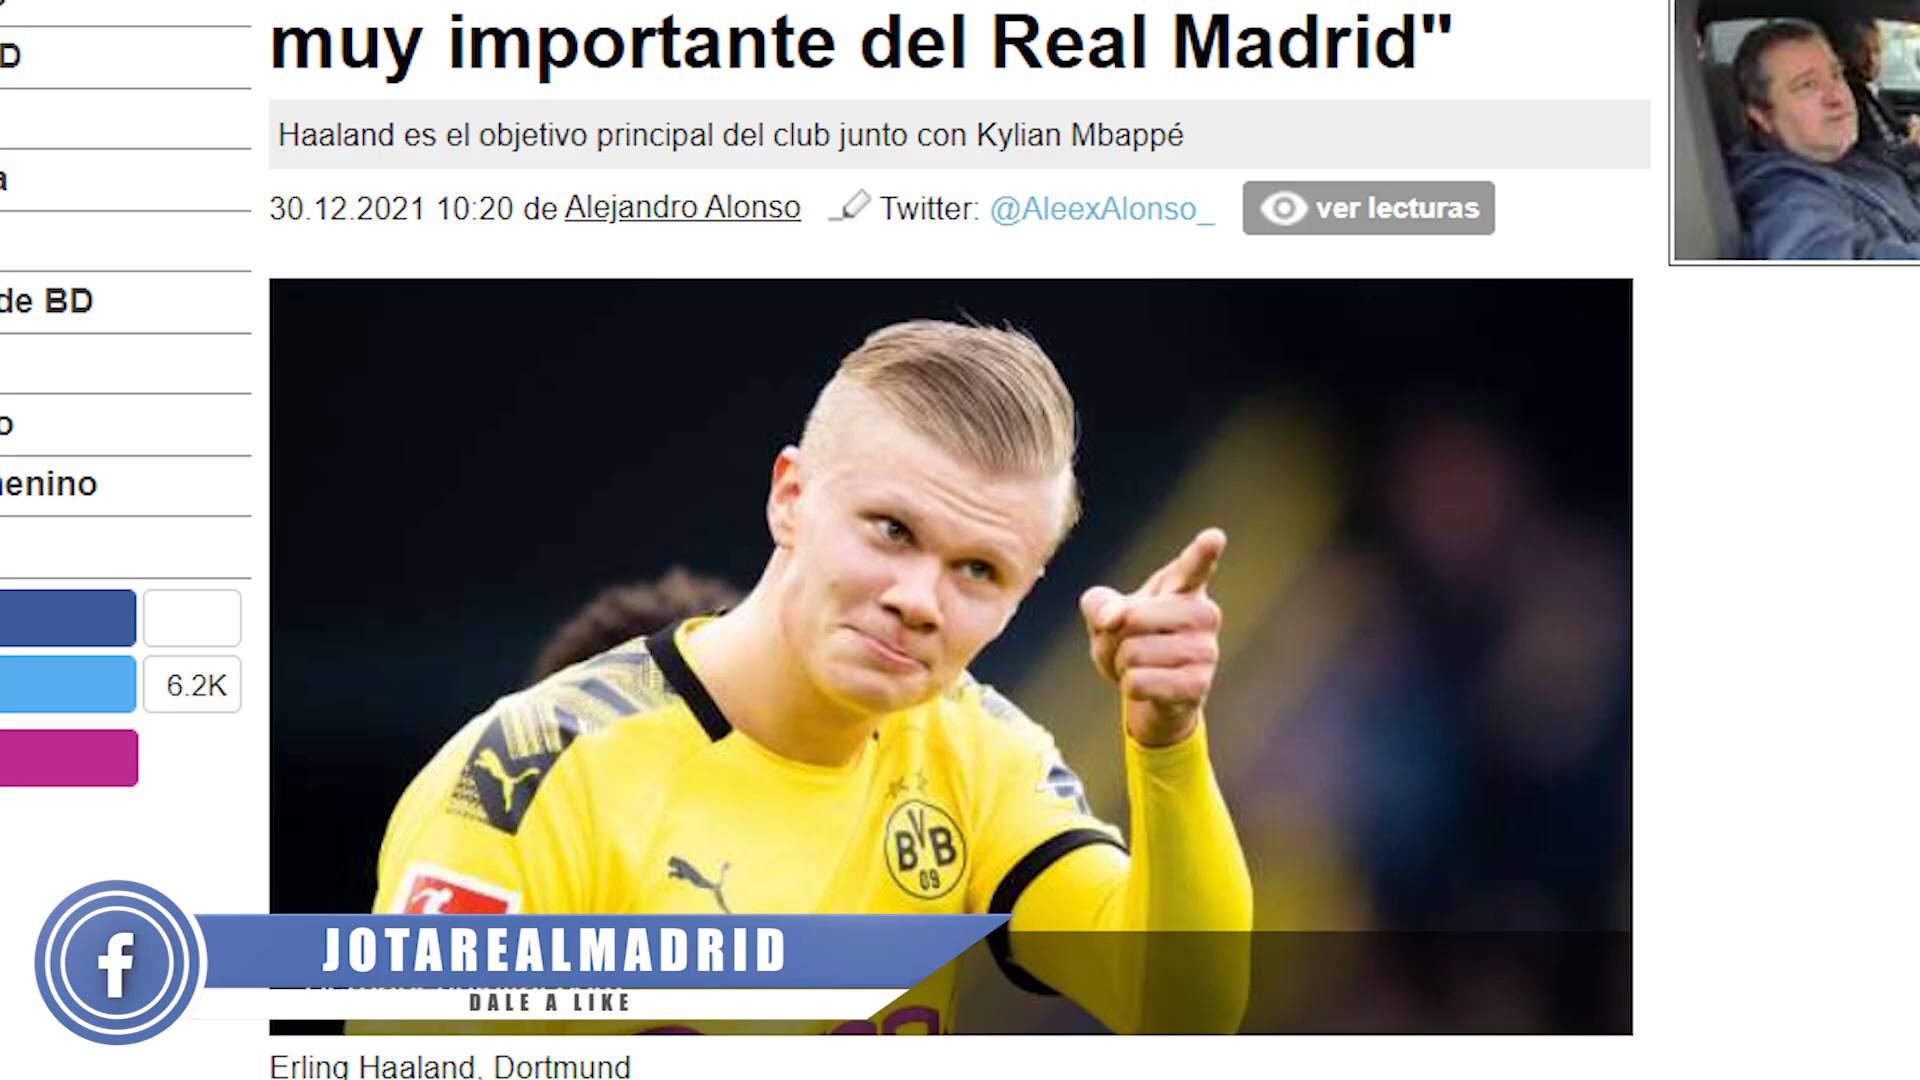 muy importante del Real Madrid"
Haaland es el objetivo principal del club junto con Kylian Mbappé
30.12.2021 10:20 de Alejandro Alonso Twitter: @AleexAlonso_ ver lecturas
D
a
de BD
o
enino
6.2K
BVB
09
f
JOTAREALMADRID
DALE A LIKE
Erling Haaland, Dortmund